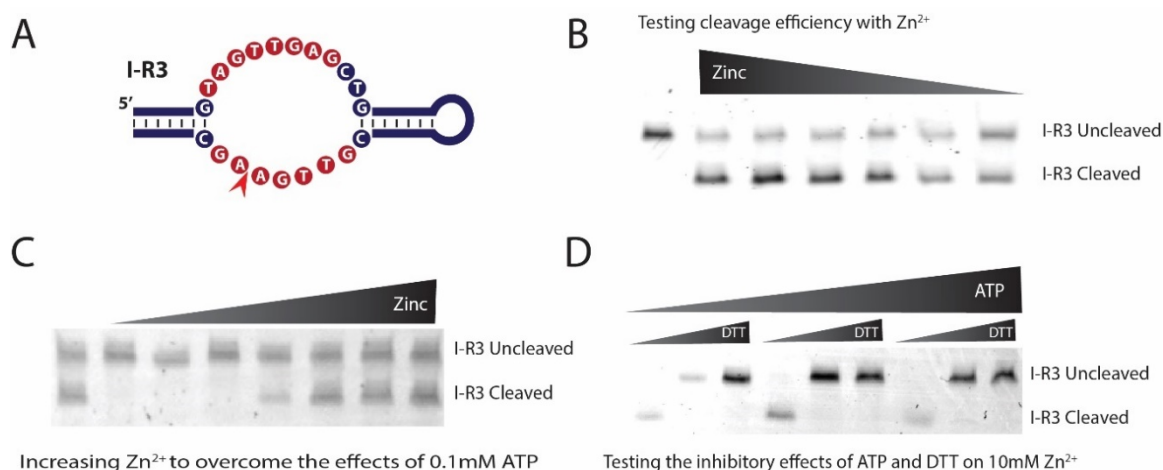 A
I-R3
5'
G T A G T T G A G C T G
C G A A G T T G C
B
Testing cleavage efficiency with Zn²⁺
Zinc
I-R3 Uncleaved
I-R3 Cleaved
C
Zinc
I-R3 Uncleaved
I-R3 Cleaved
Increasing Zn²⁺ to overcome the effects of 0.1mM ATP
D
ATP
DTT DTT DTT
I-R3 Uncleaved
I-R3 Cleaved
Testing the inhibitory effects of ATP and DTT on 10mM Zn²⁺